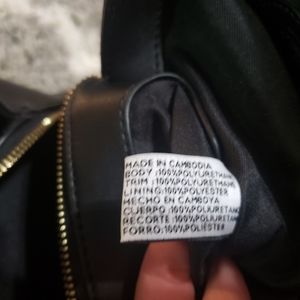 MADE IN CAMBODIA
BODY :100%POLYURETHANE
TRIM :100%POLYURETHANE
LINING:100%POLYESTER
HECHO EN CAMBOYA
CUERPO :100%POLIURETANO
RECORTE :100%POLIURETANO
FORRO:100%POLIÉSTER